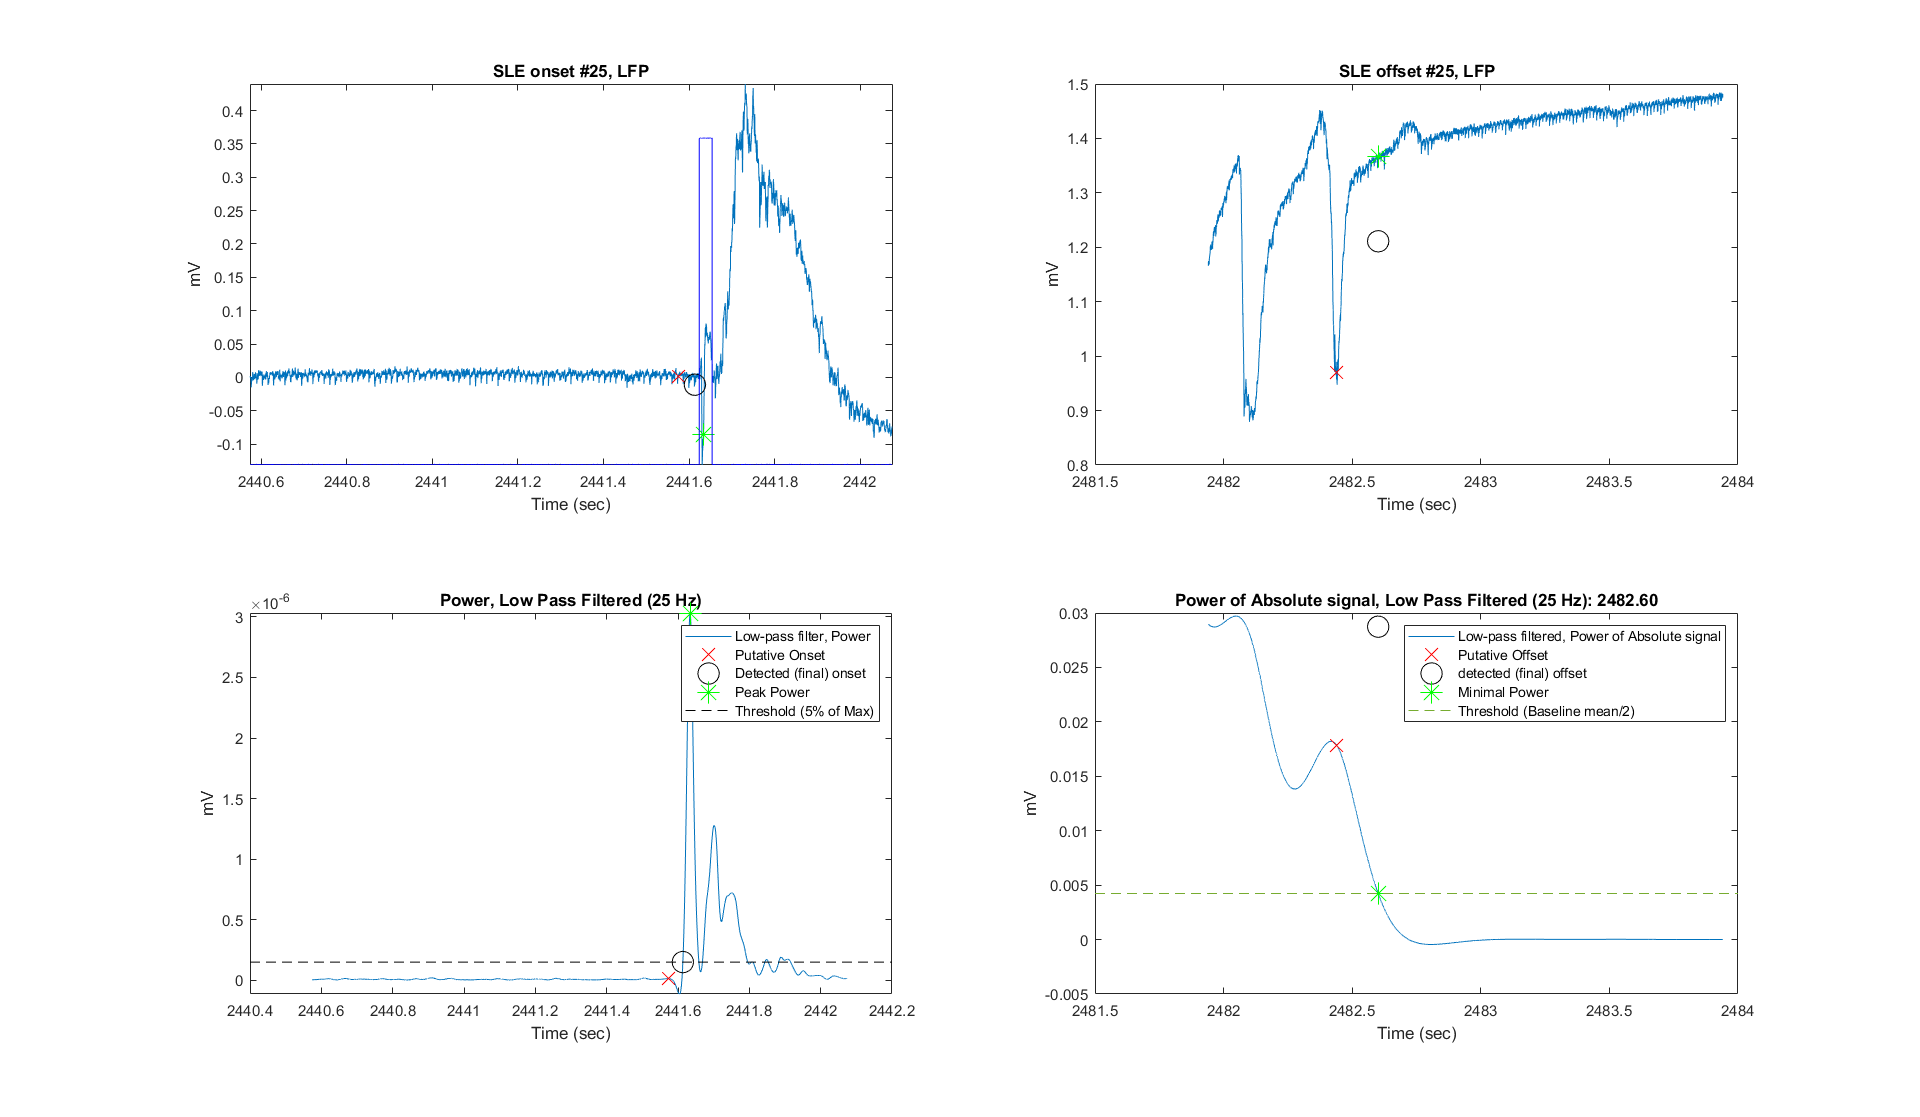 SLE onset #25, LFP
0.4
0.35
0.3
0.25
0.2
0.15
0.1
0.05
0
-0.05
-0.1
mV
2440.6 2440.8 2441 2441.2 2441.4 2441.6 2441.8 2442
Time (sec)
SLE offset #25, LFP
1.5
1.4
1.3
1.2
1.1
1
0.9
0.8
mV
2481.5 2482 2482.5 2483 2483.5 2484
Time (sec)
Power, Low Pass Filtered (25 Hz)
×10-6
3
2.5
2
1.5
1
0.5
0
mV
Low-pass filter, Power
Putative Onset
Detected (final) onset
Peak Power
Threshold (5% of Max)
2440.4 2440.6 2440.8 2441 2441.2 2441.4 2441.6 2441.8 2442 2442.2
Time (sec)
Power of Absolute signal, Low Pass Filtered (25 Hz): 2482.60
0.03
0.025
0.02
0.015
0.01
0.005
0
-0.005
mV
Low-pass filtered, Power of Absolute signal
Putative Offset
detected (final) offset
Minimal Power
Threshold (Baseline mean/2)
2481.5 2482 2482.5 2483 2483.5 2484
Time (sec)